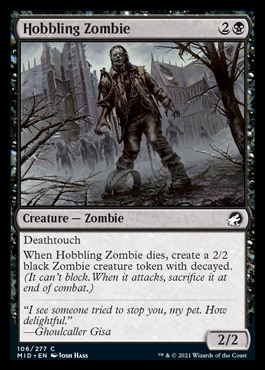 Hobbling Zombie 2
Creature — Zombie
Deathtouch
When Hobbling Zombie dies, create a 2/2
black Zombie creature token with decayed.
(It can't block. When it attacks, sacrifice it at
end of combat.)
"I see someone tried to stop you, my pet. How
delightful."
—Ghoulcaller Gisa
2/2
106/277 C
MID • EN Josh Hass
™ & © 2021 Wizards of the Coast